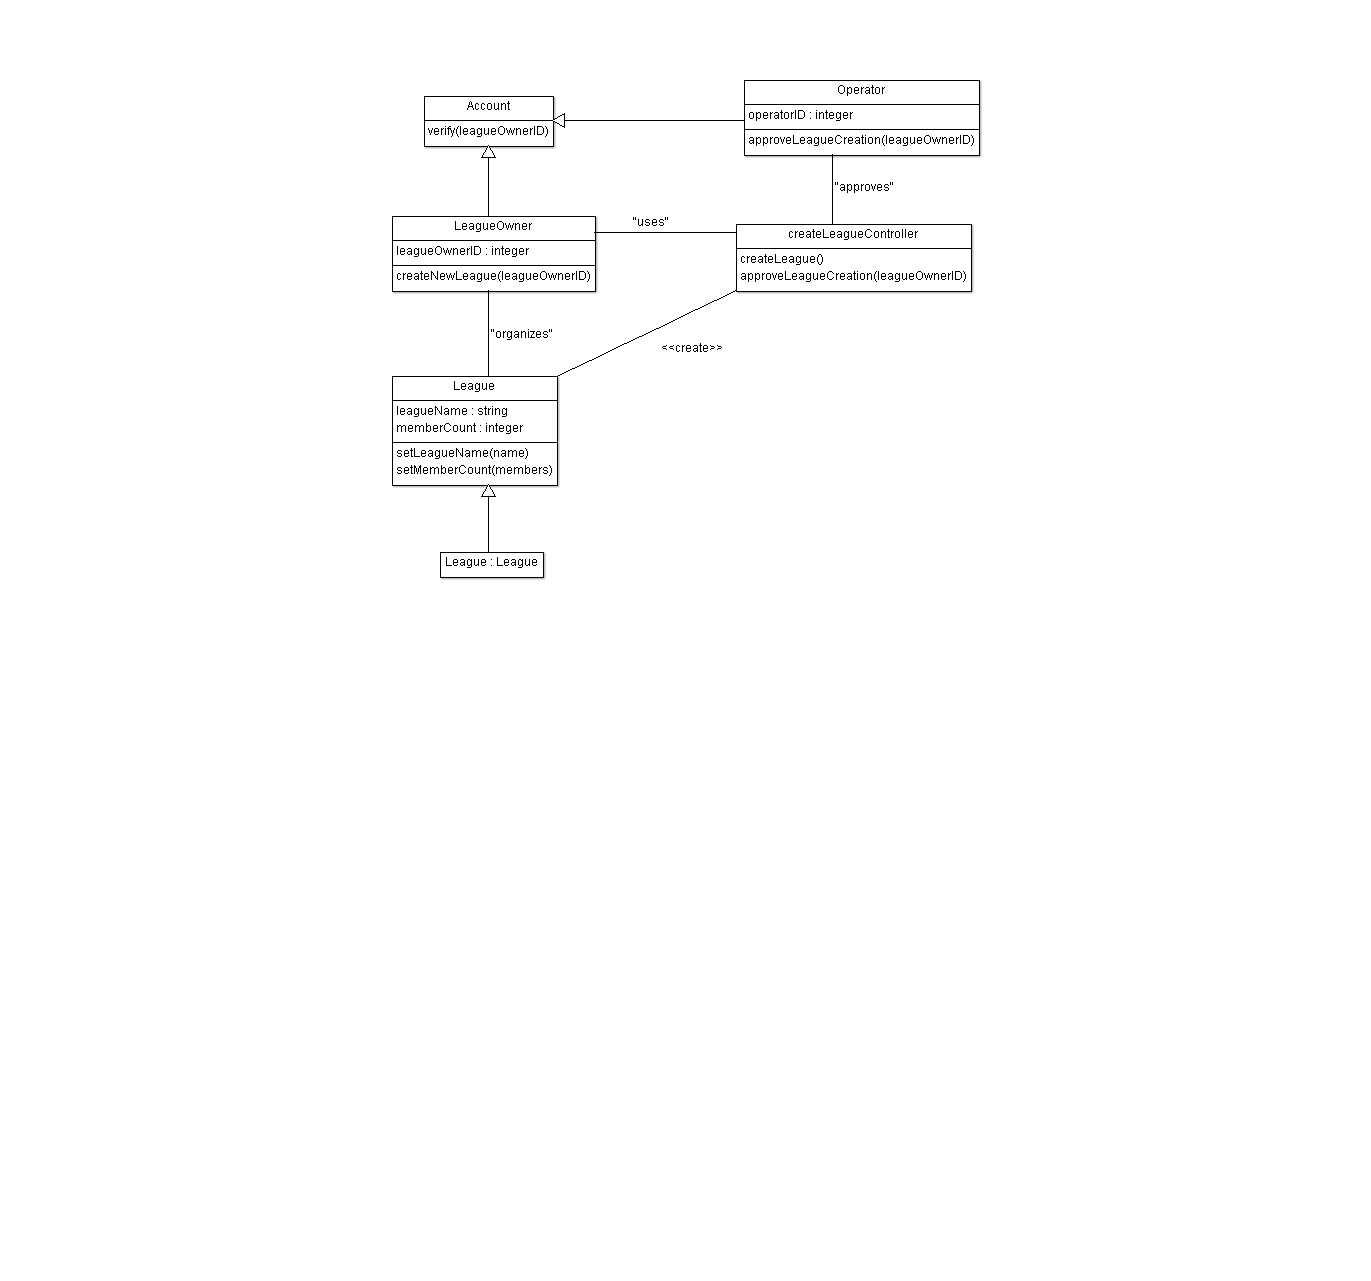 Account
verify(leagueOwnerID)
Operator
operatorID : integer
approveLeagueCreation(leagueOwnerID)
"approves"
LeagueOwner
leagueOwnerID : integer
createNewLeague(leagueOwnerID)
"uses"
createLeagueController
createLeague()
approveLeagueCreation(leagueOwnerID)
"organizes"
<<create>>
League
leagueName : string
memberCount : integer
setLeagueName(name)
setMemberCount(members)
League : League